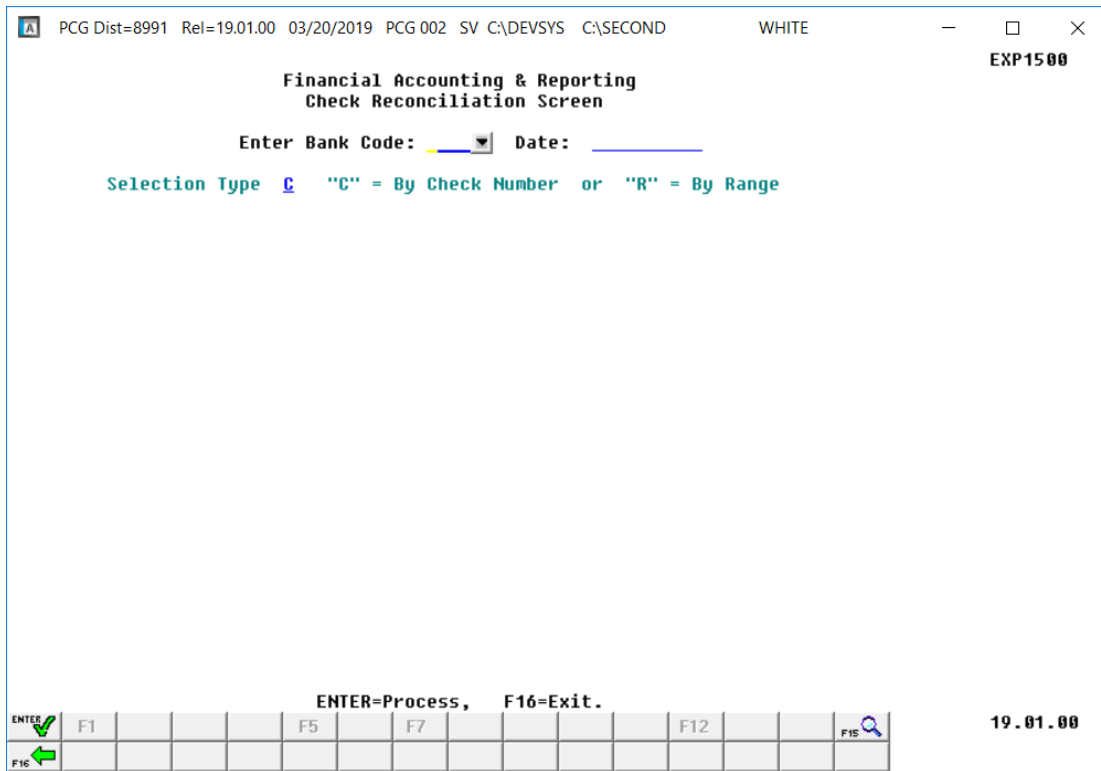 A PCG Dist=8991 Rel=19.01.00 03/20/2019 PCG 002 SV C:\DEVSYS C:\SECOND WHITE
EXP1500
Financial Accounting & Reporting
Check Reconciliation Screen
Enter Bank Code: Date:
Selection Type C "C" = By Check Number or "R" = By Range
ENTER=Process, F16=Exit.
ENTER F1 F5 F7 F12 F15 19.01.00
F16